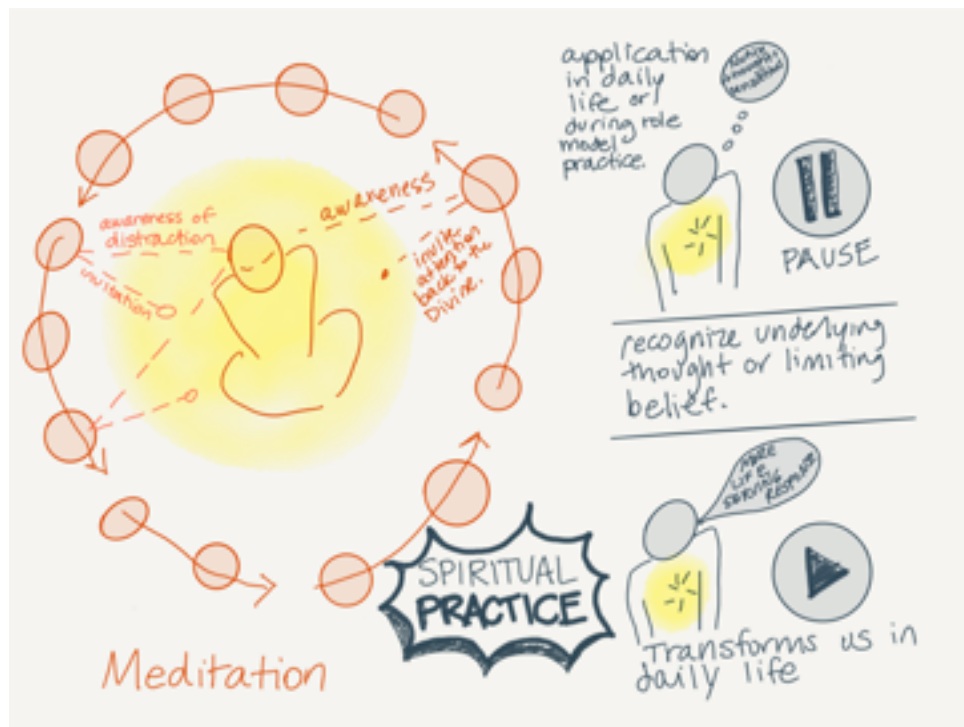 awareness of
distraction
invitation
awareness
invite
attention
back to the
Divine.
Meditation
SPIRITUAL
PRACTICE
application
in daily
life or
during role
model
practice.
PAUSE
recognize underlying
thought or limiting
belief.
MORE
LIFE
SERVING
RESPONSE
Transforms us in
daily life